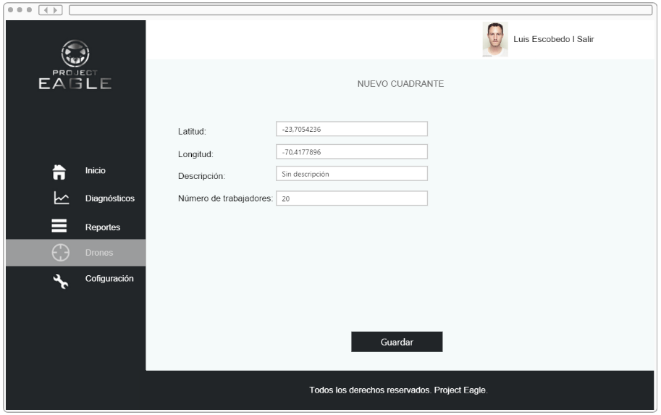 Luis Escobedo I Salir
PROJECT
EAGLE
NUEVO CUADRANTE
Latitud: -23,7054236
Longitud: -70,4177896
Descripción: Sin descripción
Número de trabajadores: 20
Inicio
Diagnósticos
Reportes
Drones
Cofiguración
Guardar
Todos los derechos reservados. Project Eagle.